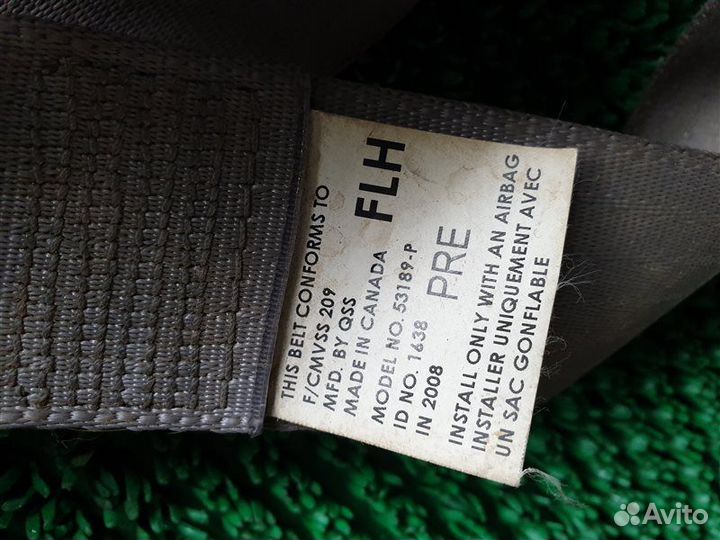 THIS BELT CONFORMS TO
F/CMVSS 209
MFD. BY QSS
MADE IN CANADA
FLH
MODEL NO. 53189-P
ID NO. 1638
IN 2008
PRE
INSTALL ONLY WITH AN AIRBAG
INSTALLER UNIQUEMENT AVEC
UN SAC GONFLABLE
Avito